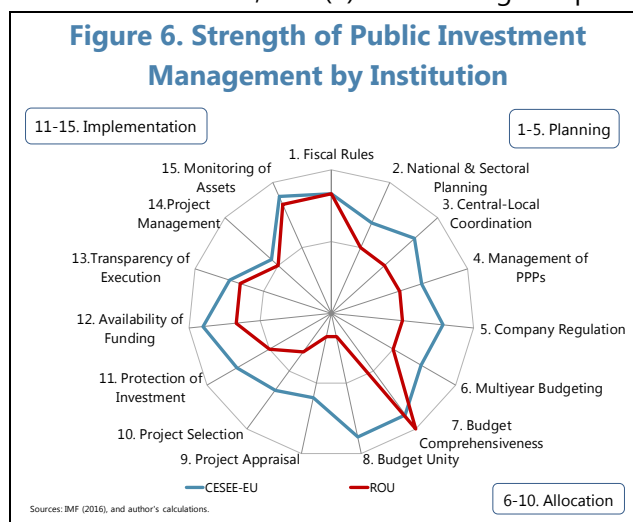 Figure 6. Strength of Public Investment
Management by Institution
11-15. Implementation
1-5. Planning
1. Fiscal Rules
2. National & Sectoral
Planning
3. Central-Local
Coordination
4. Management of
PPPs
5. Company Regulation
6. Multiyear Budgeting
7. Budget
Comprehensiveness
8. Budget Unity
9. Project Appraisal
10. Project Selection
11. Protection of
Investment
12. Availability of
Funding
13.Transparency of
Execution
14.Project
Management
15. Monitoring of
Assets
CESEE-EU
ROU
6-10. Allocation
Sources: IMF (2016), and author's calculations.